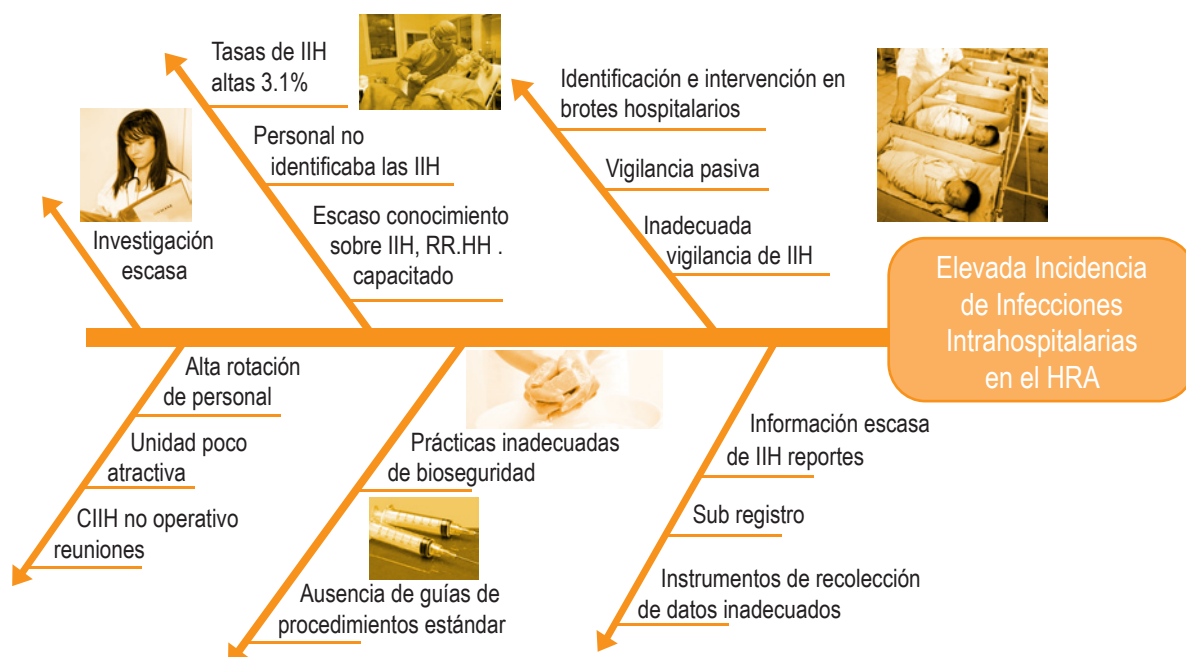 Tasas de IIH
altas 3.1%
Personal no
identificaba las IIH
Escaso conocimiento
sobre IIH, RR.HH .
capacitado
Investigación
escasa
Identificación e intervención en
brotes hospitalarios
Vigilancia pasiva
Inadecuada
vigilancia de IIH
Elevada Incidencia
de Infecciones
Intrahospitalarias
en el HRA
Alta rotación
de personal
Unidad poco
atractiva
CIIH no operativo
reuniones
Prácticas inadecuadas
de bioseguridad
Ausencia de guías de
procedimientos estándar
Información escasa
de IIH reportes
Sub registro
Instrumentos de recolección
de datos inadecuados